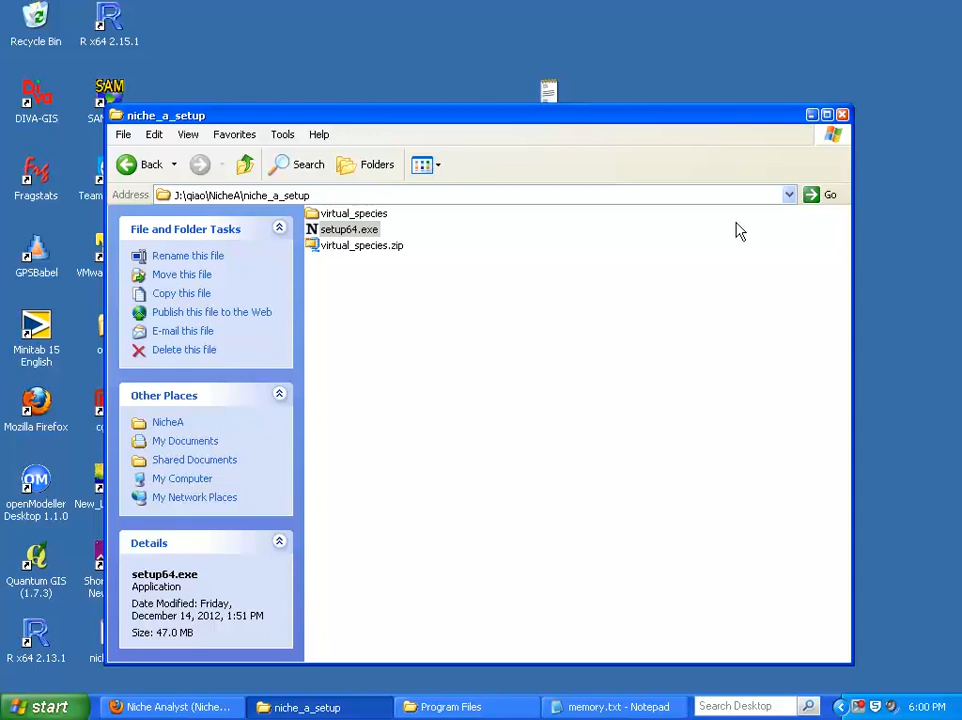 Recycle Bin
R x64 2.15.1
DIVA-GIS
SAM
Fragstats
Team
GPSBabel
VMwa
Minitab 15
English
Mozilla Firefox
openModeller
Desktop 1.1.0
New_L
Quantum GIS
(1.7.3)
Shor
Ne
R x64 2.13.1
nich
niche_a_setup
File Edit View Favorites Tools Help
Back Search Folders
Address J:\qiao\NicheA\niche_a_setup Go
File and Folder Tasks
Rename this file
Move this file
Copy this file
Publish this file to the Web
E-mail this file
Delete this file
Other Places
NicheA
My Documents
Shared Documents
My Computer
My Network Places
Details
setup64.exe
Application
Date Modified: Friday,
December 14, 2012, 1:51 PM
Size: 47.0 MB
virtual_species
setup64.exe
virtual_species.zip
start
Niche Analyst (Niche...
niche_a_setup
Program Files
memory.txt - Notepad
Search Desktop
6:00 PM